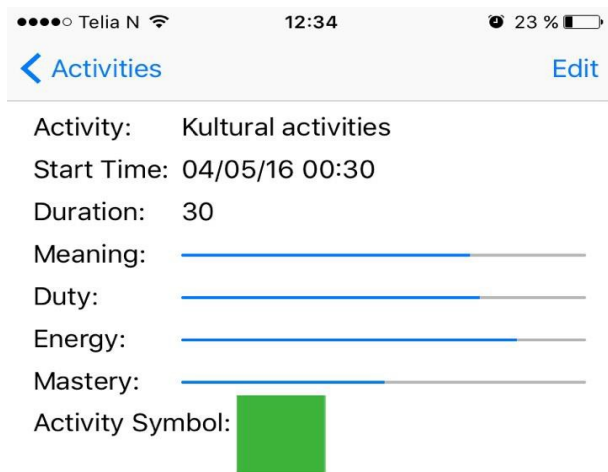 Telia N 12:34 23 %
Activities Edit
Activity: Kultural activities
Start Time: 04/05/16 00:30
Duration: 30
Meaning:
Duty:
Energy:
Mastery:
Activity Symbol: